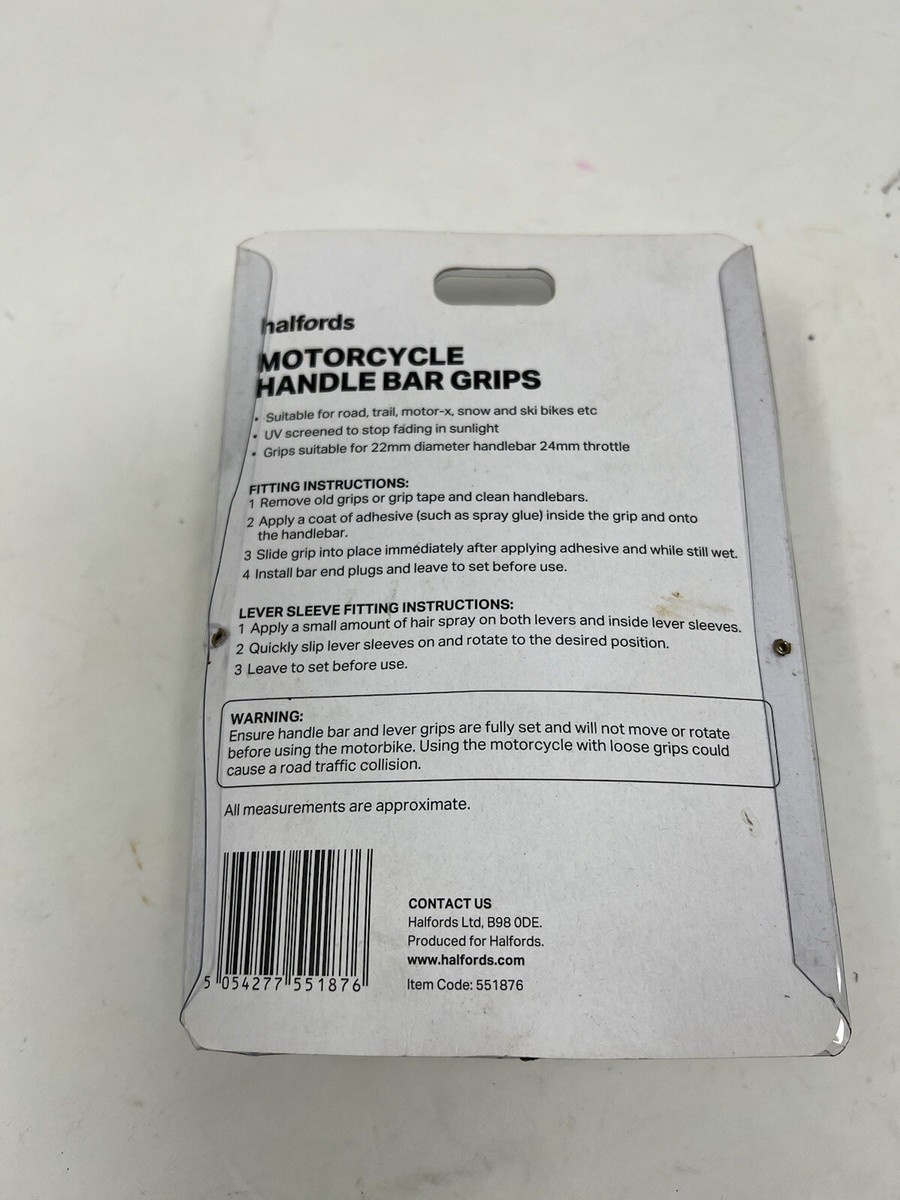 halfords
MOTORCYCLE
HANDLE BAR GRIPS
• Suitable for road, trail, motor-x, snow and ski bikes etc
• UV screened to stop fading in sunlight
• Grips suitable for 22mm diameter handlebar 24mm throttle
FITTING INSTRUCTIONS:
1 Remove old grips or grip tape and clean handlebars.
2 Apply a coat of adhesive (such as spray glue) inside the grip and onto
the handlebar.
3 Slide grip into place immediately after applying adhesive and while still wet.
4 Install bar end plugs and leave to set before use.
LEVER SLEEVE FITTING INSTRUCTIONS:
1 Apply a small amount of hair spray on both levers and inside lever sleeves.
2 Quickly slip lever sleeves on and rotate to the desired position.
3 Leave to set before use.
WARNING:
Ensure handle bar and lever grips are fully set and will not move or rotate
before using the motorbike. Using the motorcycle with loose grips could
cause a road traffic collision.
All measurements are approximate.
CONTACT US
Halfords Ltd, B98 0DE.
Produced for Halfords.
www.halfords.com
Item Code: 551876
5 054277 551876